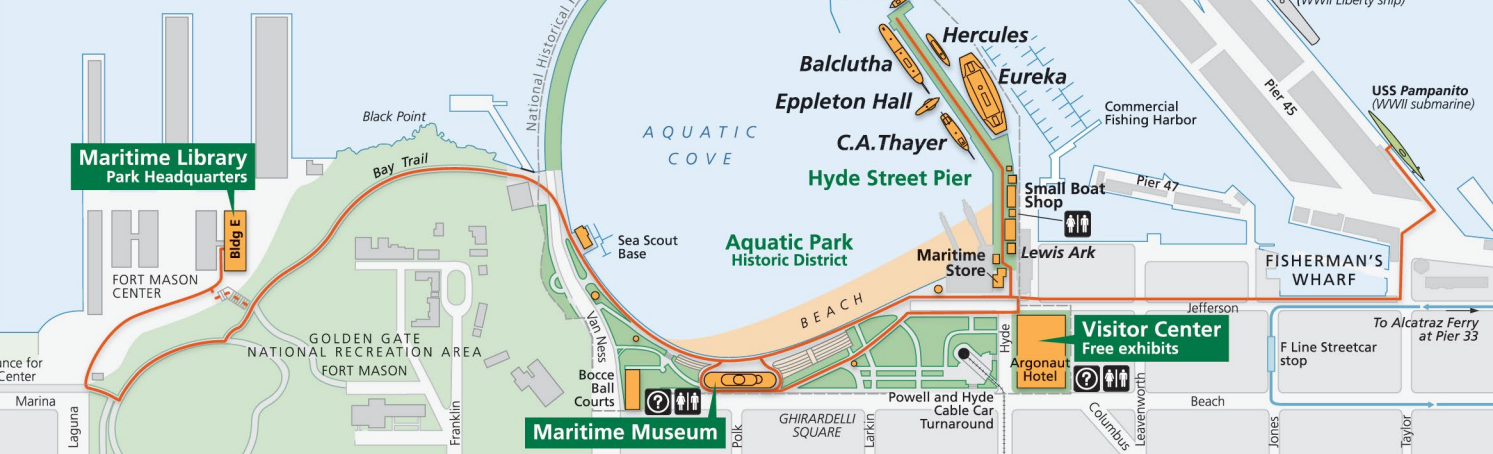 (WWII Liberty ship)
National Historical
Hercules
Balclutha
Eureka
Eppleton Hall
C.A.Thayer
Hyde Street Pier
Pier 45
USS Pampanito
(WWII submarine)
Commercial
Fishing Harbor
Black Point
AQUATIC
COVE
Maritime Library
Park Headquarters
Bay Trail
Bldg E
Pier 47
Small Boat
Shop
Sea Scout
Base
Aquatic Park
Historic District
Maritime
Store
Lewis Ark
FISHERMAN'S
WHARF
FORT MASON
CENTER
BEACH
Jefferson
Van Ness
GOLDEN GATE
NATIONAL RECREATION AREA
FORT MASON
Hyde
Visitor Center
Free exhibits
To Alcatraz Ferry
at Pier 33
F Line Streetcar
stop
ance for
Center
Argonaut
Hotel
?
Bocce
Ball
Courts
?
Powell and Hyde
Cable Car
Turnaround
Marina
Laguna
Franklin
Maritime Museum
Polk
GHIRARDELLI
SQUARE
Larkin
Columbus
Leavenworth
Beach
Jones
Taylor